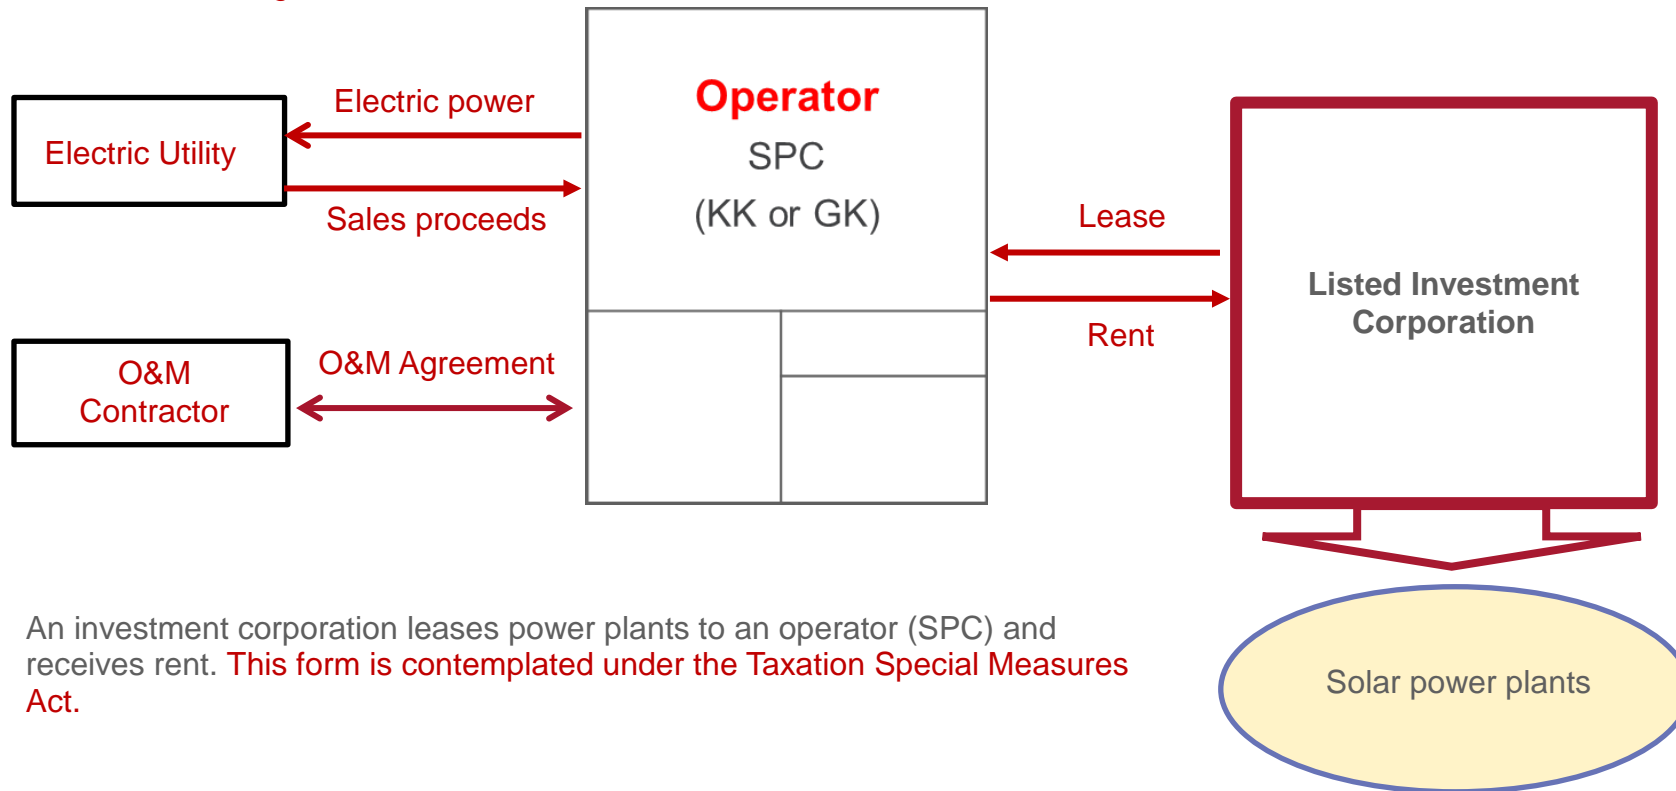 Operator
SPC
(KK or GK)
Electric power
Electric Utility
Sales proceeds
O&M Agreement
O&M
Contractor
Lease
Rent
Listed Investment
Corporation
Solar power plants
An investment corporation leases power plants to an operator (SPC) and
receives rent. This form is contemplated under the Taxation Special Measures
Act.